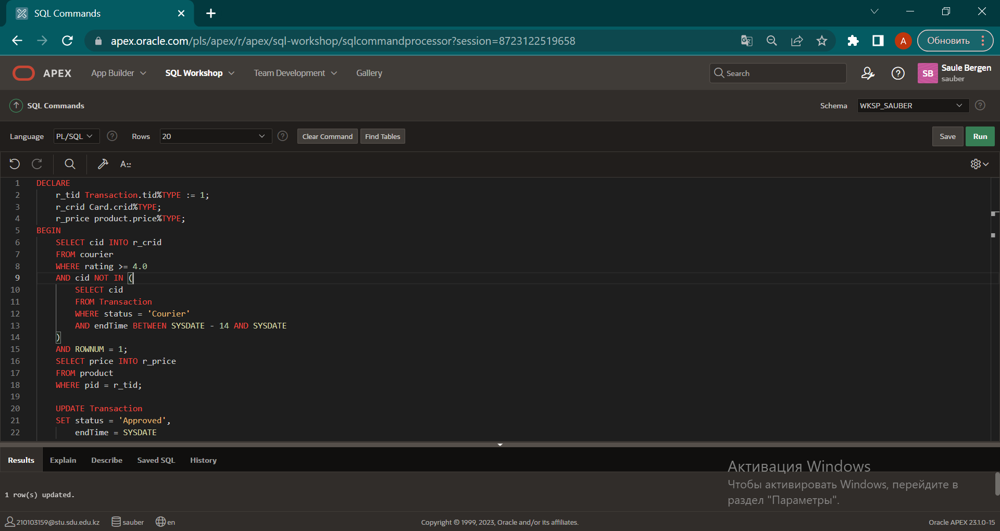 SQL Commands
apex.oracle.com/pls/apex/r/apex/sql-workshop/sqlcommandprocessor?session=8723122519658
A
Обновить
APEX
App Builder
SQL Workshop
Team Development
Gallery
Search
SB
Saule Bergen
sauber
SQL Commands
Schema
WKSP_SAUBER
Language
PL/SQL
Rows
20
Clear Command
Find Tables
Save
Run
1 DECLARE
2 r_tid Transaction.tid%TYPE := 1;
3 r_crid Card.crid%TYPE;
4 r_price product.price%TYPE;
5 BEGIN
6 SELECT cid INTO r_crid
7 FROM courier
8 WHERE rating >= 4.0
9 AND cid NOT IN (
10 SELECT cid
11 FROM Transaction
12 WHERE status = 'Courier'
13 AND endTime BETWEEN SYSDATE - 14 AND SYSDATE
14 )
15 AND ROWNUM = 1;
16 SELECT price INTO r_price
17 FROM product
18 WHERE pid = r_tid;
19
20 UPDATE Transaction
21 SET status = 'Approved',
22 endTime = SYSDATE
Results
Explain
Describe
Saved SQL
History
Активация Windows
Чтобы активировать Windows, перейдите в
раздел "Параметры".
1 row(s) updated.
210103159@stu.sdu.edu.kz
sauber
en
Copyright © 1999, 2023, Oracle and/or its affiliates.
Oracle APEX 23.1.0-15